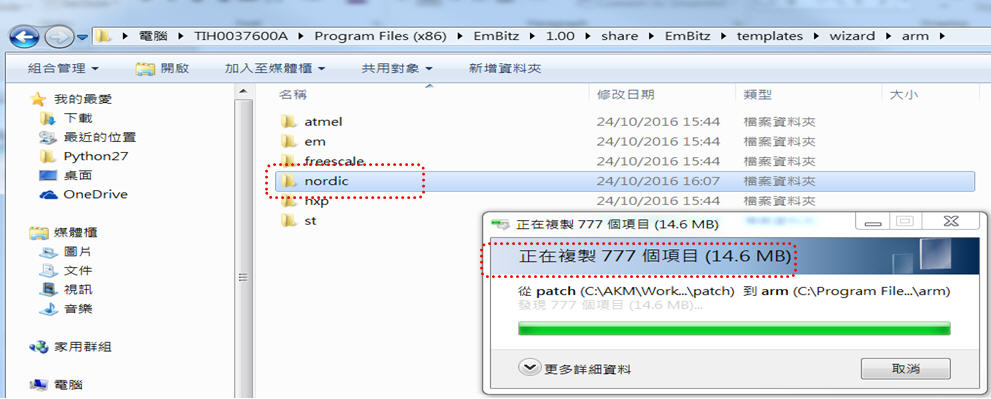 電腦 TIH0037600A Program Files (x86) EmBitz 1.00 share EmBitz templates wizard arm
組合管理 開啟 加入至媒體櫃 共用對象 新增資料夾
我的最愛
下載
最近的位置
Python27
桌面
OneDrive
媒體櫃
圖片
文件
視訊
音樂
家用群組
電腦
名稱 修改日期 類型 大小
atmel 24/10/2016 15:44 檔案資料夾
em 24/10/2016 15:44 檔案資料夾
freescale 24/10/2016 15:44 檔案資料夾
nordic 24/10/2016 16:07 檔案資料夾
nxp 24/10/2016 15:44 檔案資料夾
st
正在複製 777 個項目 (14.6 MB)
正在複製 777 個項目 (14.6 MB)
從 patch (C:\AKM\Work...\patch) 到 arm (C:\Program File...\arm)
發現 777 個項目 (14.6 MB)...
更多詳細資料
取消